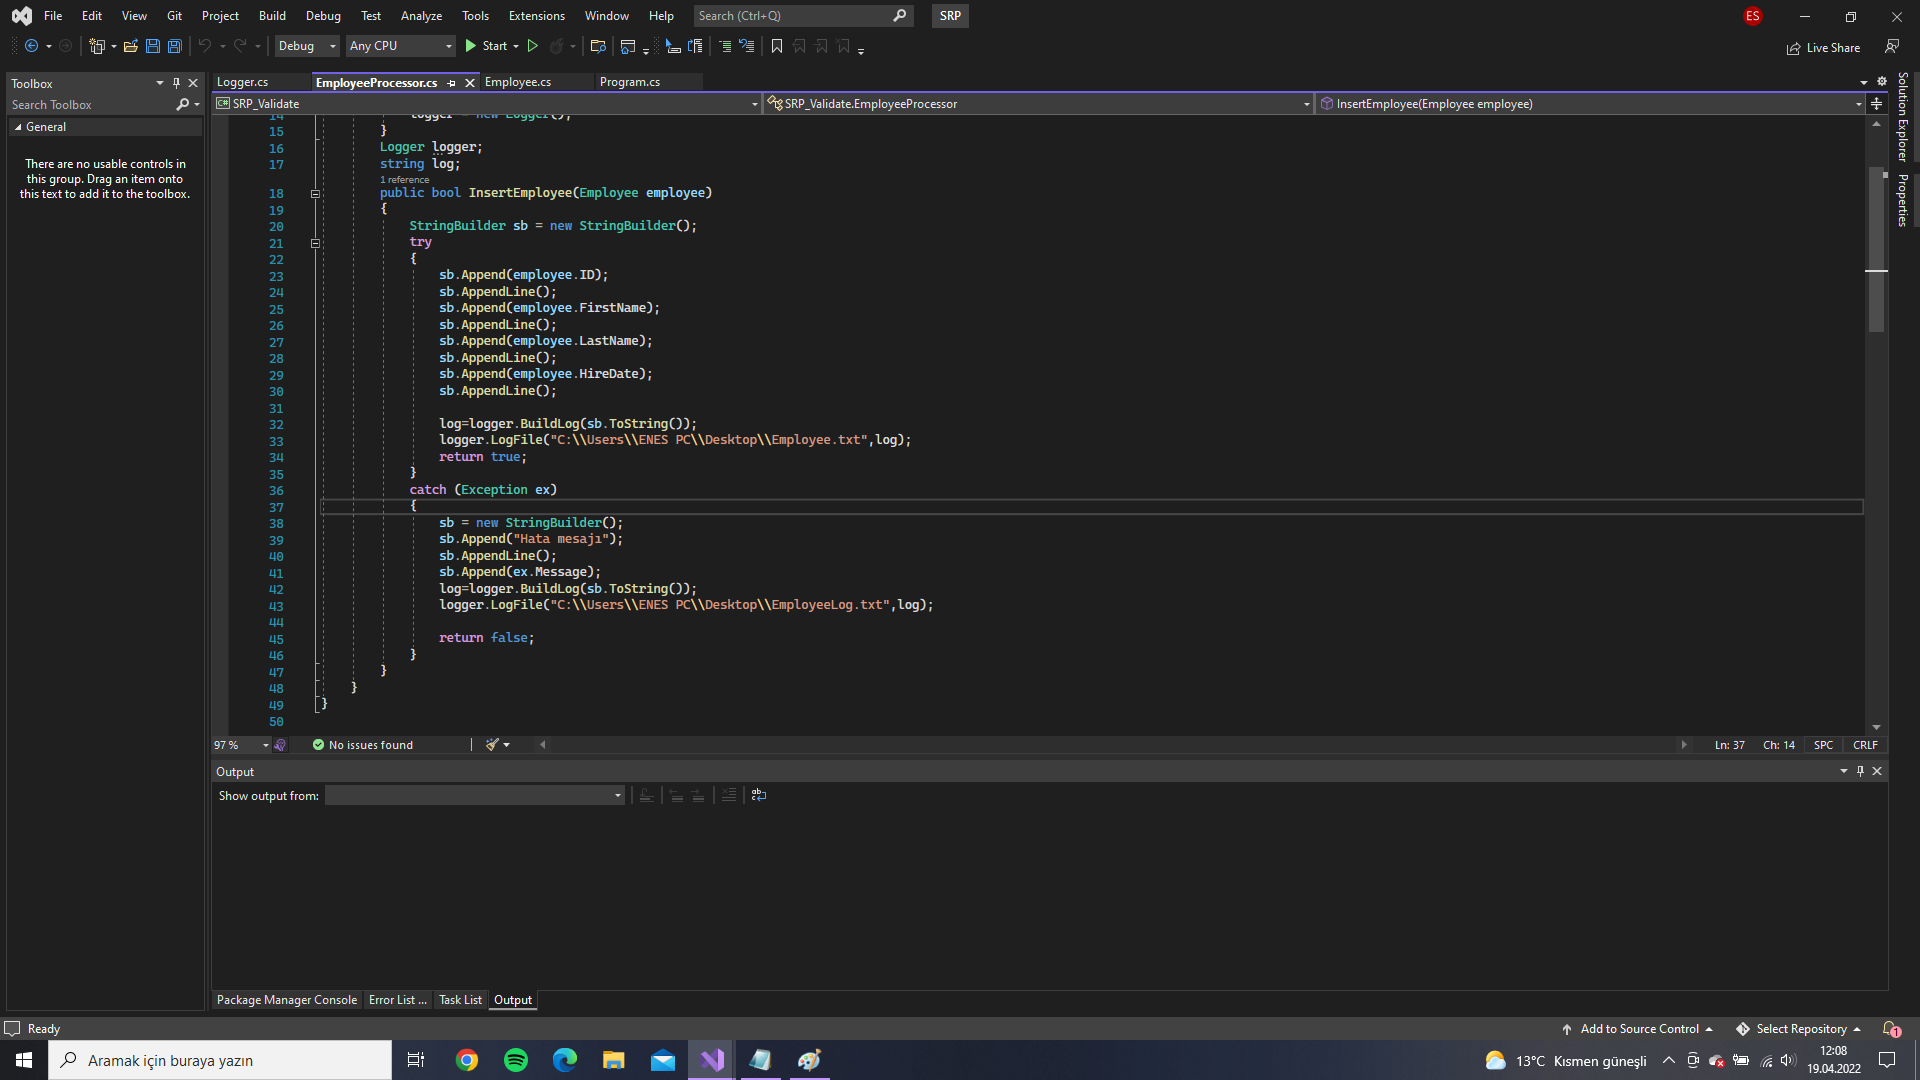 File Edit View Git Project Build Debug Test Analyze Tools Extensions Window Help Search (Ctrl+Q) SRP ES
Debug Any CPU Start Live Share
Toolbox
Search Toolbox
General
There are no usable controls in
this group. Drag an item onto
this text to add it to the toolbox.
Logger.cs EmployeeProcessor.cs Employee.cs Program.cs
C# SRP_Validate SRP_Validate.EmployeeProcessor InsertEmployee(Employee employee)
14 logger = new Logger();
15 }
16 Logger logger;
17 string log;
1 reference
18 public bool InsertEmployee(Employee employee)
19 {
20 StringBuilder sb = new StringBuilder();
21 try
22 {
23 sb.Append(employee.ID);
24 sb.AppendLine();
25 sb.Append(employee.FirstName);
26 sb.AppendLine();
27 sb.Append(employee.LastName);
28 sb.AppendLine();
29 sb.Append(employee.HireDate);
30 sb.AppendLine();
31
32 log=logger.BuildLog(sb.ToString());
33 logger.LogFile("C:\\Users\\ENES PC\\Desktop\\Employee.txt",log);
34 return true;
35 }
36 catch (Exception ex)
37 {
38 sb = new StringBuilder();
39 sb.Append("Hata mesajı");
40 sb.AppendLine();
41 sb.Append(ex.Message);
42 log=logger.BuildLog(sb.ToString());
43 logger.LogFile("C:\\Users\\ENES PC\\Desktop\\EmployeeLog.txt",log);
44
45 return false;
46 }
47 }
48 }
49 }
50
97 % No issues found Ln: 37 Ch: 14 SPC CRLF
Output
Show output from:
Package Manager Console Error List ... Task List Output
Ready Add to Source Control Select Repository 1
Aramak için buraya yazın 13°C Kısmen güneşli 12:08
19.04.2022
Solution Explorer
Properties